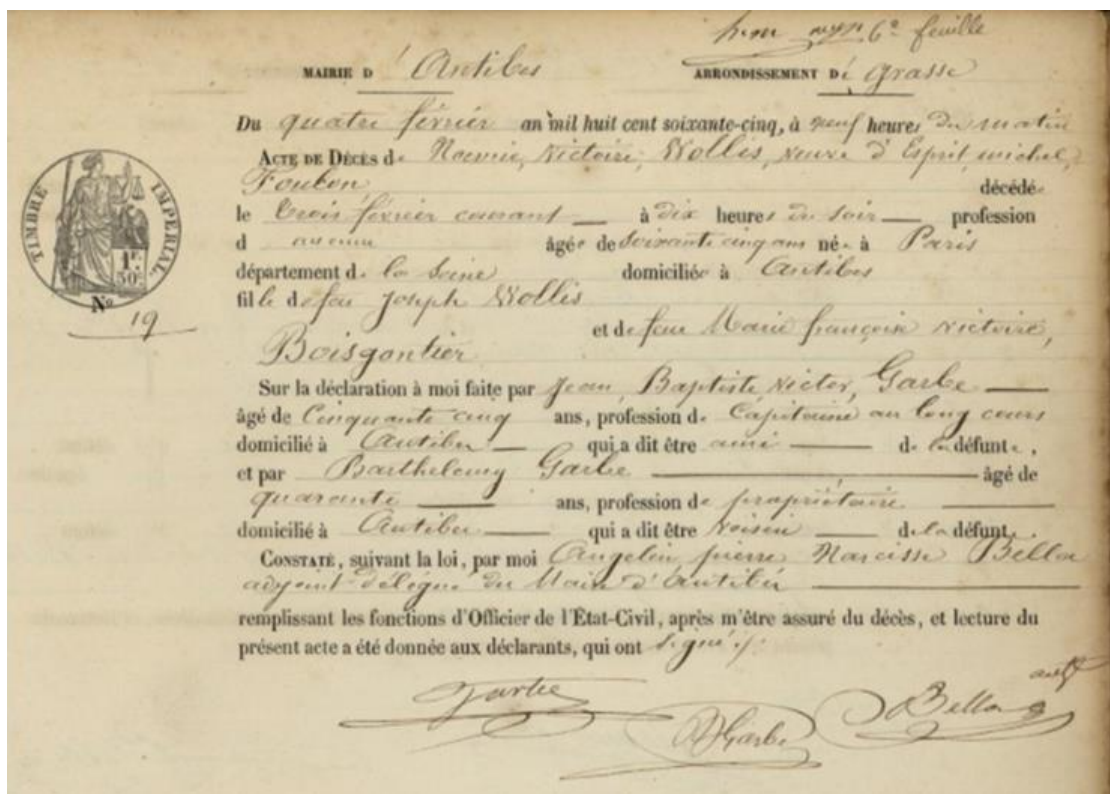 6e feuille
MAIRIE D'Antibes ARRONDISSEMENT De Grasse
Du quatre février an mil huit cent soixante-cinq, à neuf heures du matin
ACTE DE DÉCÈS de Noemie, Victoire, Wollis, veuve d'Esprit, michel,
Foulon décédée
le trois février courant à dix heures du soir profession
d aucune âgée de soixante cinq ans née à Paris
département de la Seine domiciliée à Antibes
fille de feu Joseph Wollis
et de feue Marie françoise victoire,
Boisgontier
Sur la déclaration à moi faite par Jean, Baptiste Victor, Garbe
âgé de Cinquante cinq ans, profession de Capitaine au long cours
domicilié à Antibes qui a dit être ami de la défunte,
et par Barthelemy Garbe âgé de
quarante ans, profession de propriétaire
domicilié à Antibes qui a dit être voisin de la défunte.
CONSTATÉ, suivant la loi, par moi Angelin pierre Narcisse Bellon
adjoint délégué du Maire d'Antibes
remplissant les fonctions d'Officier de l'État-Civil, après m'être assuré du décès, et lecture du
présent acte a été donnée aux déclarants, qui ont signé
TIMBRE IMPÉRIAL.
1F. 50c.
No
19
Garbe
BGarbe
Bellon